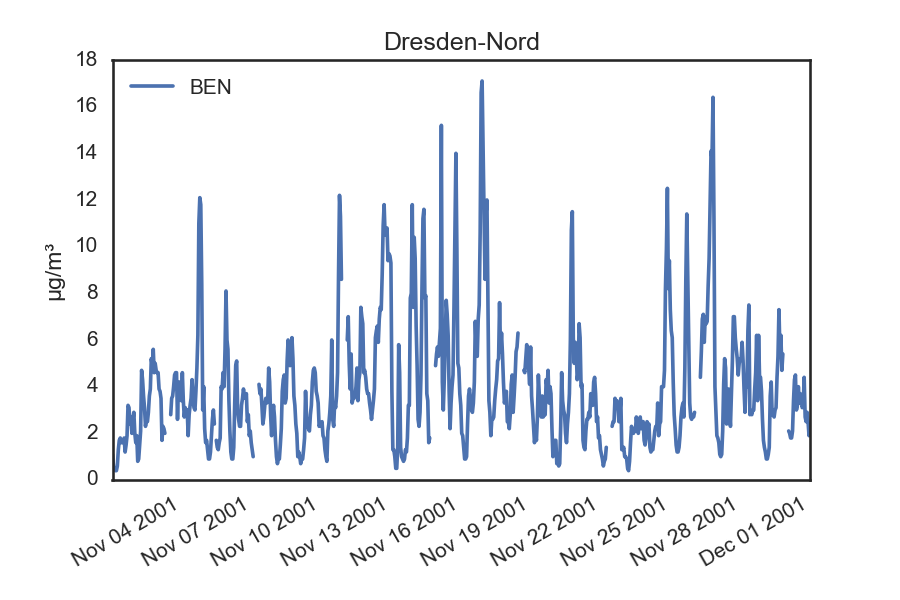 Dresden-Nord
BEN
µg/m³
18
16
14
12
10
8
6
4
2
0
Nov 04 2001
Nov 07 2001
Nov 10 2001
Nov 13 2001
Nov 16 2001
Nov 19 2001
Nov 22 2001
Nov 25 2001
Nov 28 2001
Dec 01 2001